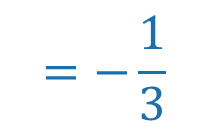 = −1/3